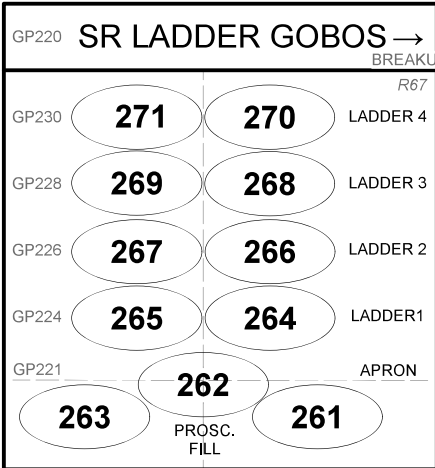 GP220 SR LADDER GOBOS →
BREAKU
R67
GP230 271 270 LADDER 4
GP228 269 268 LADDER 3
GP226 267 266 LADDER 2
GP224 265 264 LADDER1
GP221 262 APRON
263 PROSC. FILL 261